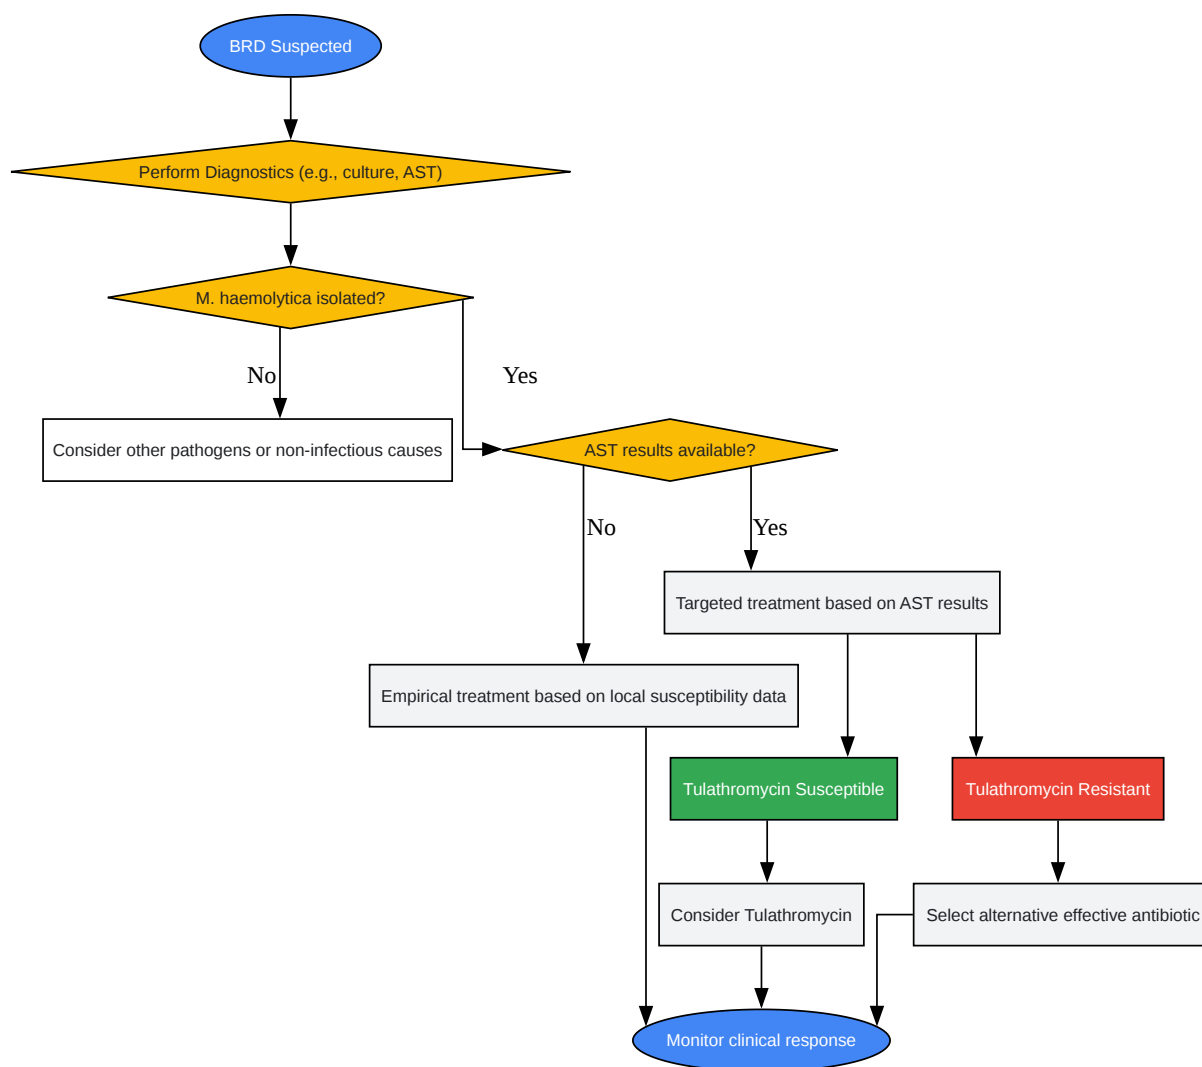 BRD Suspected
Perform Diagnostics (e.g., culture, AST)
M. haemolytica isolated?
No
Yes
Consider other pathogens or non-infectious causes
AST results available?
No
Yes
Targeted treatment based on AST results
Empirical treatment based on local susceptibility data
Tulathromycin Susceptible
Tulathromycin Resistant
Consider Tulathromycin
Select alternative effective antibiotic
Monitor clinical response